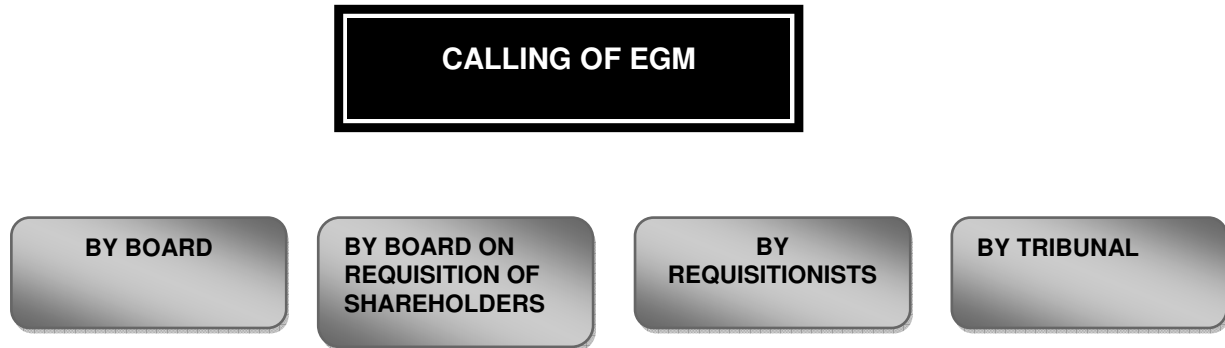 CALLING OF EGM
BY BOARD
BY BOARD ON
REQUISITION OF
SHAREHOLDERS
BY
REQUISITIONISTS
BY TRIBUNAL